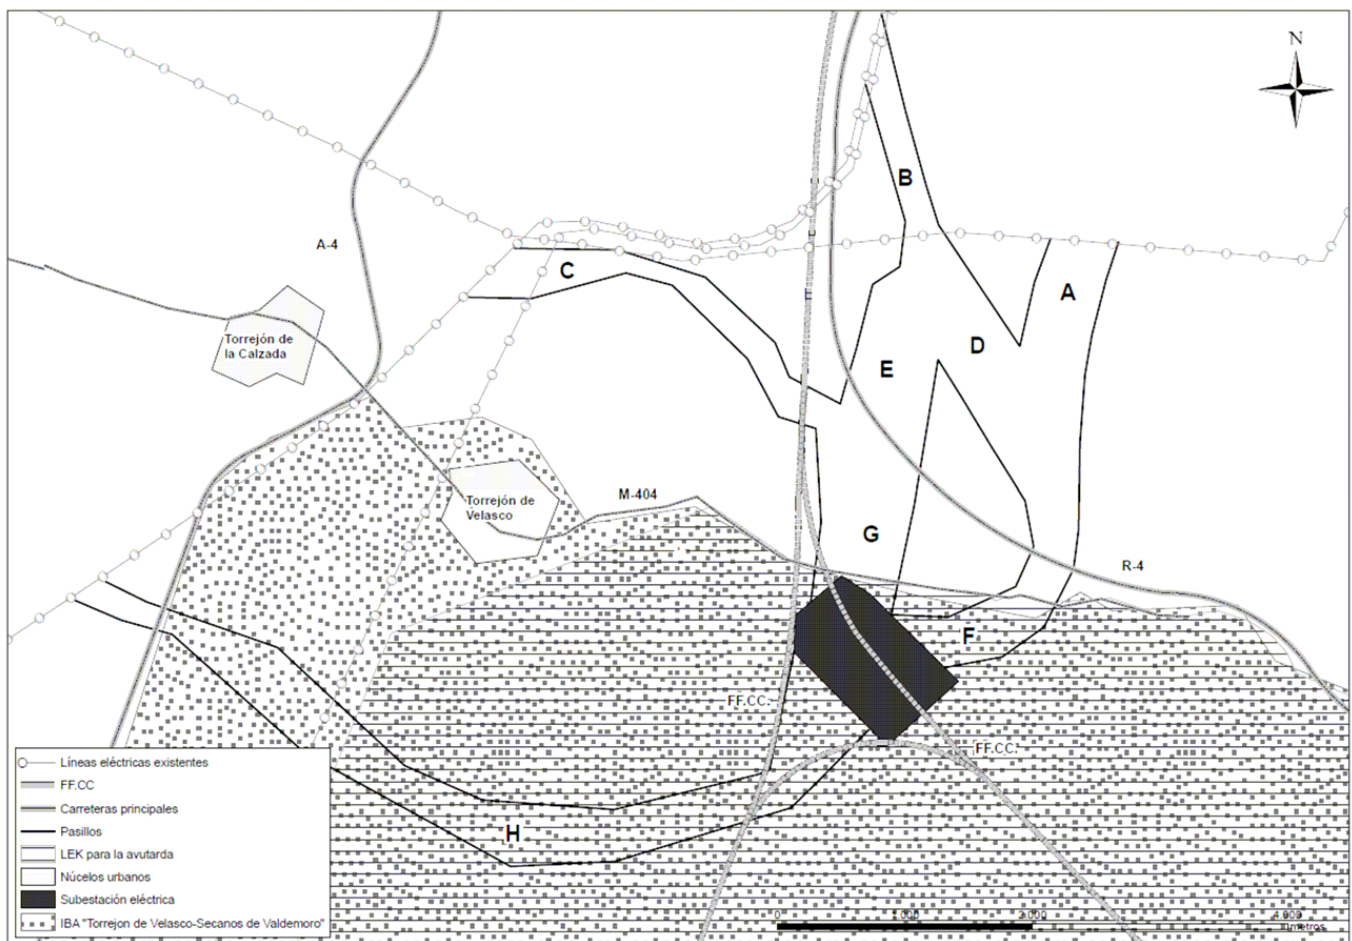 N
B
A-4
C
A
D
E
Torrejón de
la Calzada
Torrejón de
Velasco
M-404
G
R-4
F
FF.CC.
FF.CC.
H
Líneas eléctricas existentes
FF.CC
Carreteras principales
Pasillos
LEK para la avutarda
Núcelos urbanos
Subestación eléctrica
IBA "Torrejon de Velasco-Secanos de Valdemoro"
0 1.000 2.000 4.000
metros